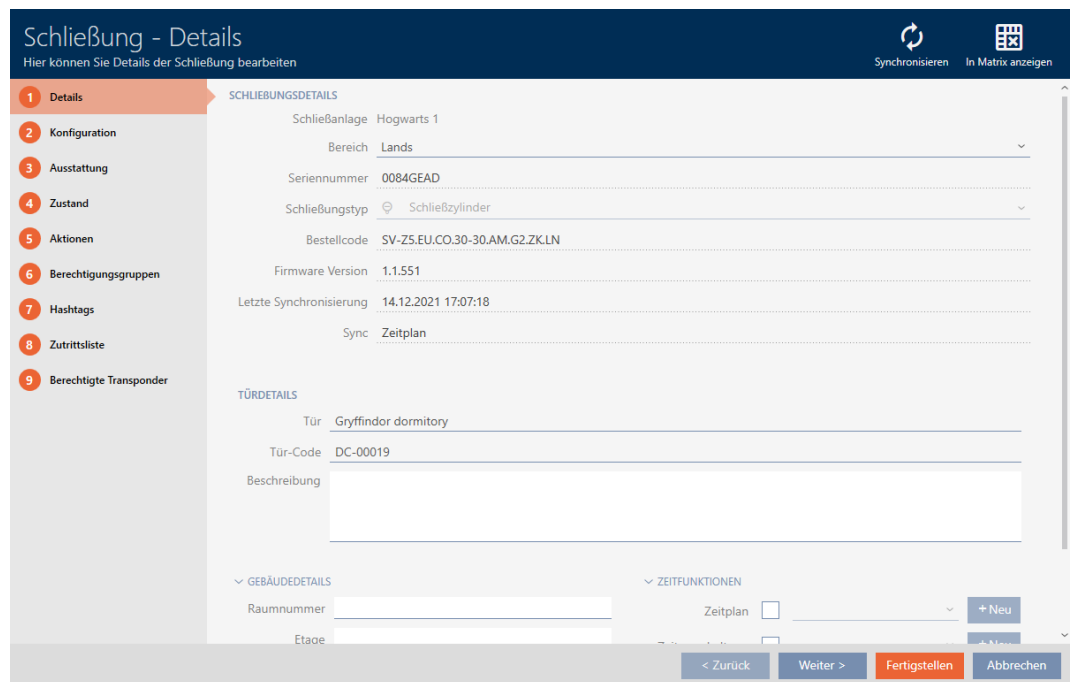 Schließung - Details
Hier können Sie Details der Schließung bearbeiten
Synchronisieren
In Matrix anzeigen
1 Details
2 Konfiguration
3 Ausstattung
4 Zustand
5 Aktionen
6 Berechtigungsgruppen
7 Hashtags
8 Zutrittsliste
9 Berechtigte Transponder
SCHLIEßUNGSDETAILS
Schließanlage Hogwarts 1
Bereich Lands
Seriennummer 0084GEAD
Schließungstyp Schließzylinder
Bestellcode SV-Z5.EU.CO.30-30.AM.G2.ZK.LN
Firmware Version 1.1.551
Letzte Synchronisierung 14.12.2021 17:07:18
Sync Zeitplan
TÜRDETAILS
Tür Gryffindor dormitory
Tür-Code DC-00019
Beschreibung
GEBÄUDEDETAILS
Raumnummer
Etage
ZEITFUNKTIONEN
Zeitplan + Neu
+ Neu
< Zurück
Weiter >
Fertigstellen
Abbrechen